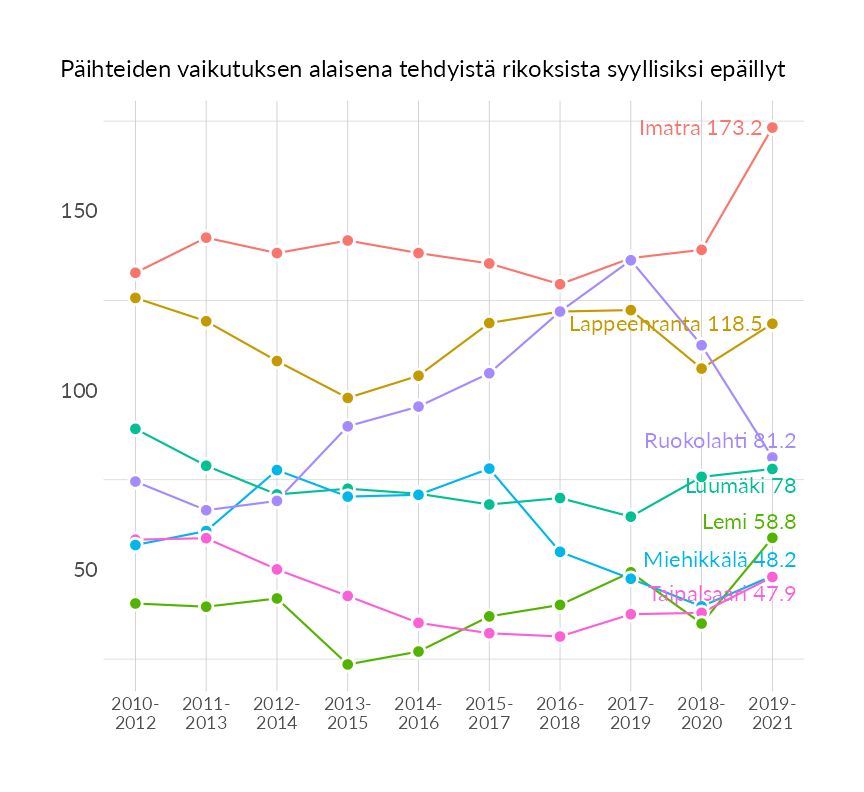 Päihteiden vaikutuksen alaisena tehdyistä rikoksista syyllisiksi epäillyt
Imatra 173.2
150
Lappeenranta 118.5
100
Ruokolahti 81.2
Luumäki 78
Lemi 58.8
Miehikkälä 48.2
50
Taipalsaari 47.9
2010-2012 2011-2013 2012-2014 2013-2015 2014-2016 2015-2017 2016-2018 2017-2019 2018-2020 2019-2021